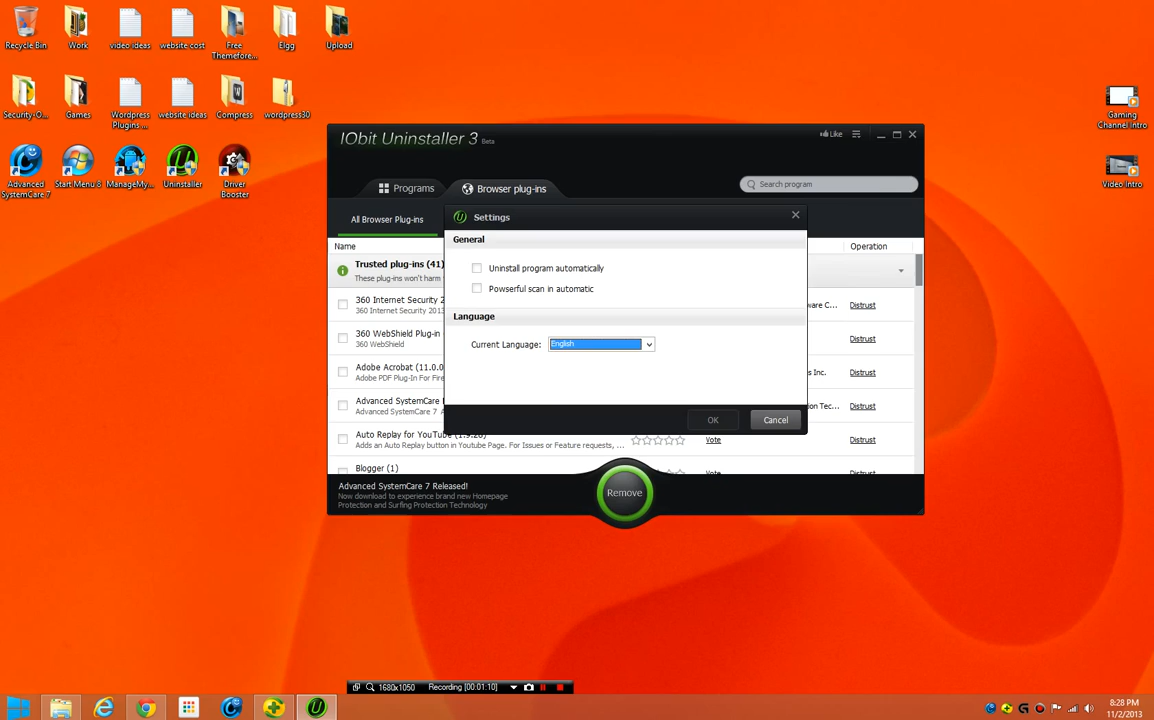 Recycle Bin
Work
video ideas
website cost
Free Themefore...
Elgg
Upload
Security-O...
Games
Wordpress Plugins ...
website ideas
Compress
wordpress30
Advanced SystemCare 7
Start Menu 8
ManageMy...
Uninstaller
Driver Booster
Gaming Channel Intro
Video Intro
IObit Uninstaller 3 Beta
Like
Programs
Browser plug-ins
Search program
All Browser Plug-ins
Name
Operation
Trusted plug-ins (41)
These plug-ins won't harm
360 Internet Security 2
360 Internet Security 2013
ware C...
Distrust
360 WebShield Plug-in
360 WebShield
Distrust
Adobe Acrobat (11.0.0
Adobe PDF Plug-In For Fire
ms Inc.
Distrust
Advanced SystemCare
Advanced SystemCare 7
tion Tec...
Distrust
Auto Replay for YouTube (1.9.26)
Adds an Auto Replay button in Youtube Page. For Issues or Feature requests, ...
Vote
Distrust
Blogger (1)
Settings
General
Uninstall program automatically
Powserful scan in automatic
Language
Current Language:
English
OK
Cancel
Advanced SystemCare 7 Released!
Now download to experience brand new Homepage
Protection and Surfing Protection Technology
Remove
1680x1050
Recording [00:01:10]
8:28 PM
11/2/2013